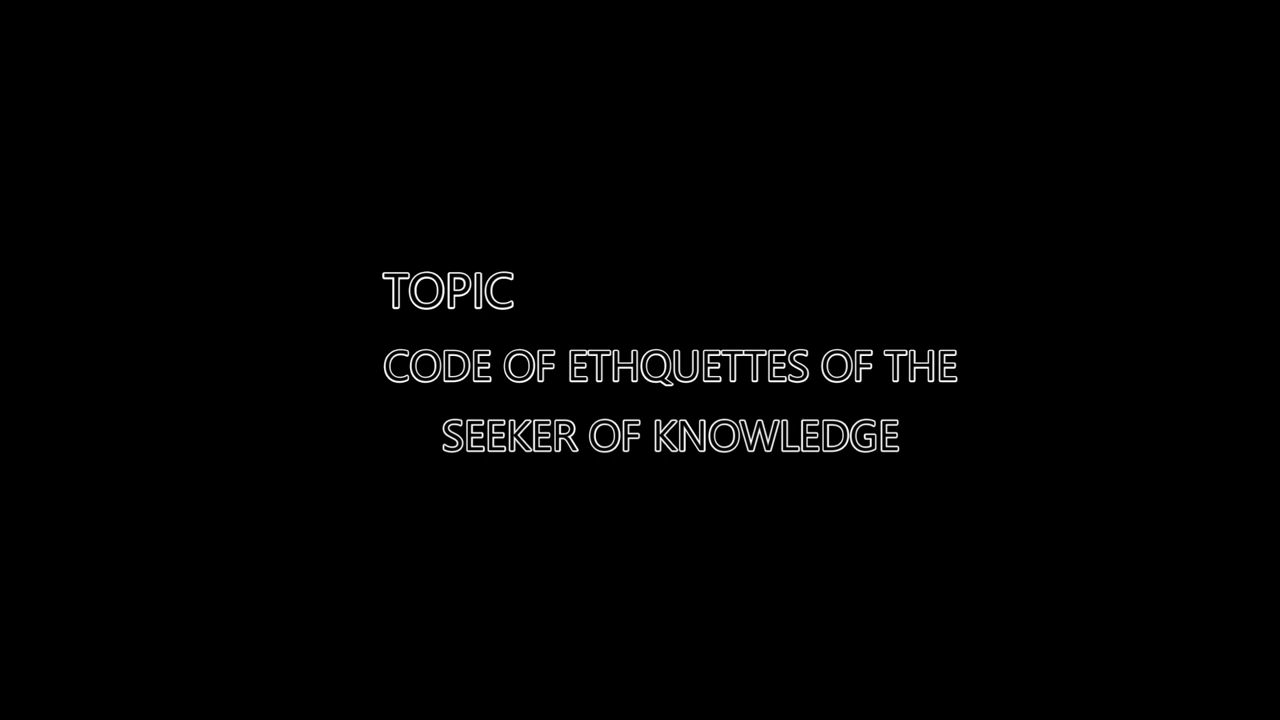 TOPIC
CODE OF ETHQUETTES OF THE
SEEKER OF KNOWLEDGE